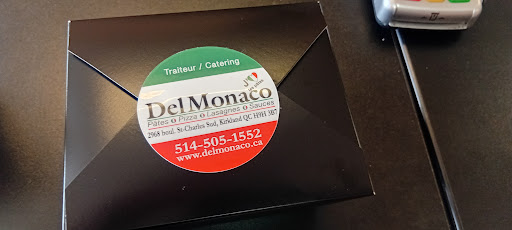 Traiteur / Catering
DelMonaco
Pâtes Pizza Lasagnes Sauces
2968 boul. St-Charles Sud, Kirkland QC H9H 3B7
514-505-1552
www.delmonaco.ca